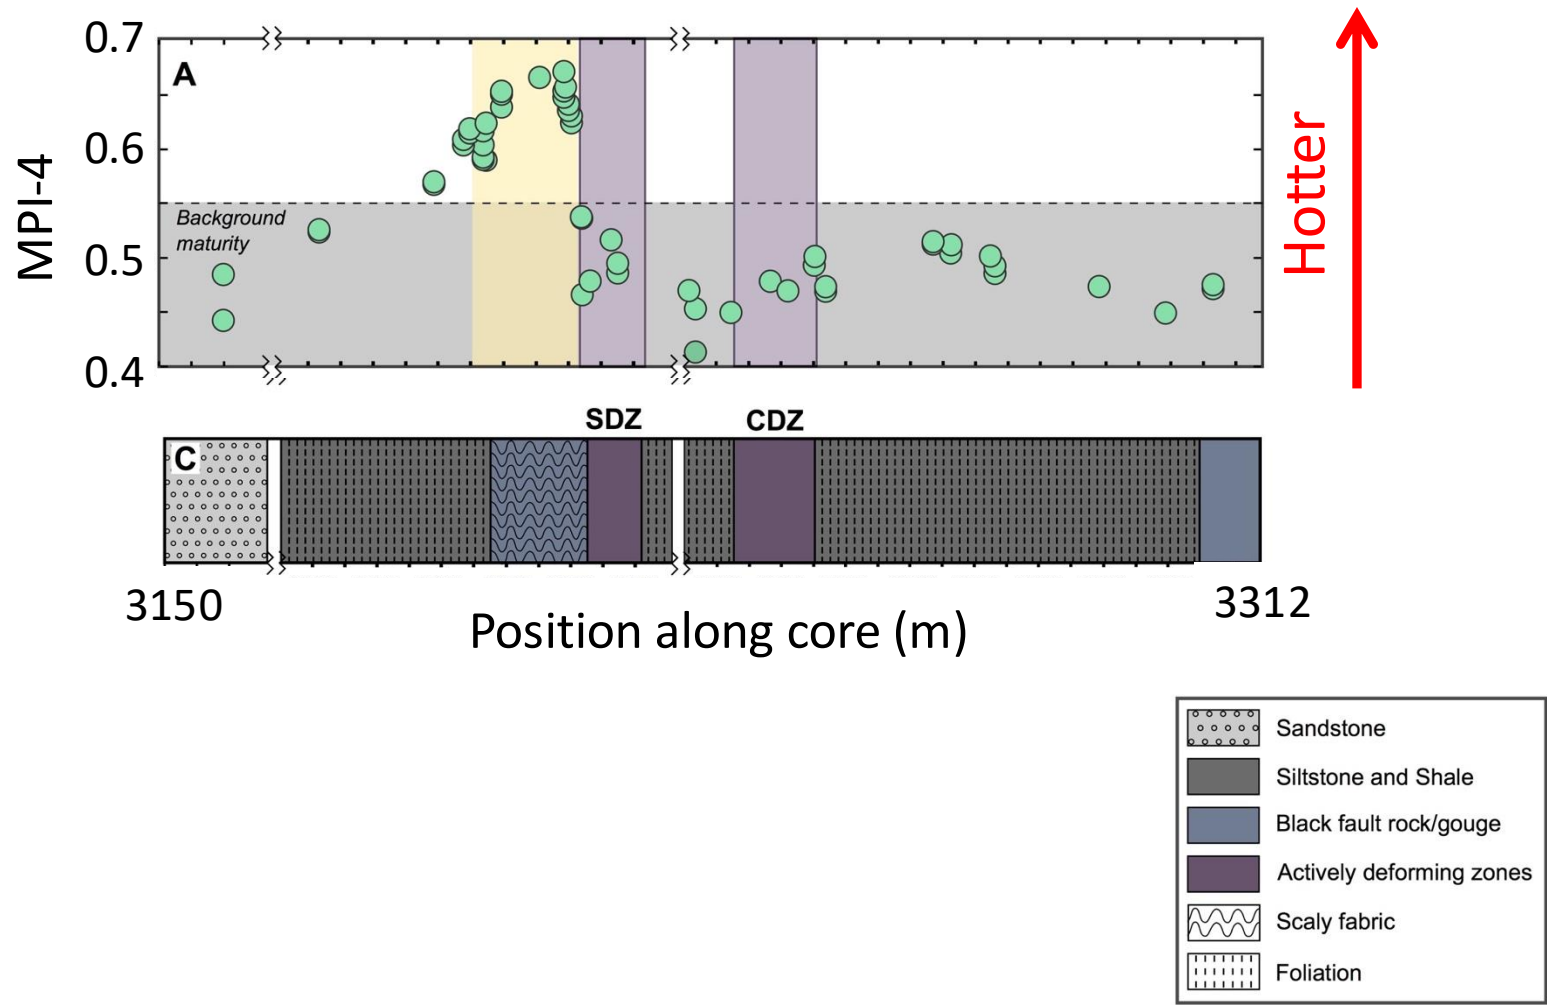 0.7
0.6
0.5
0.4
MPI-4
A
Background
maturity
Hotter
SDZ
CDZ
C
3150
3312
Position along core (m)
Sandstone
Siltstone and Shale
Black fault rock/gouge
Actively deforming zones
Scaly fabric
Foliation